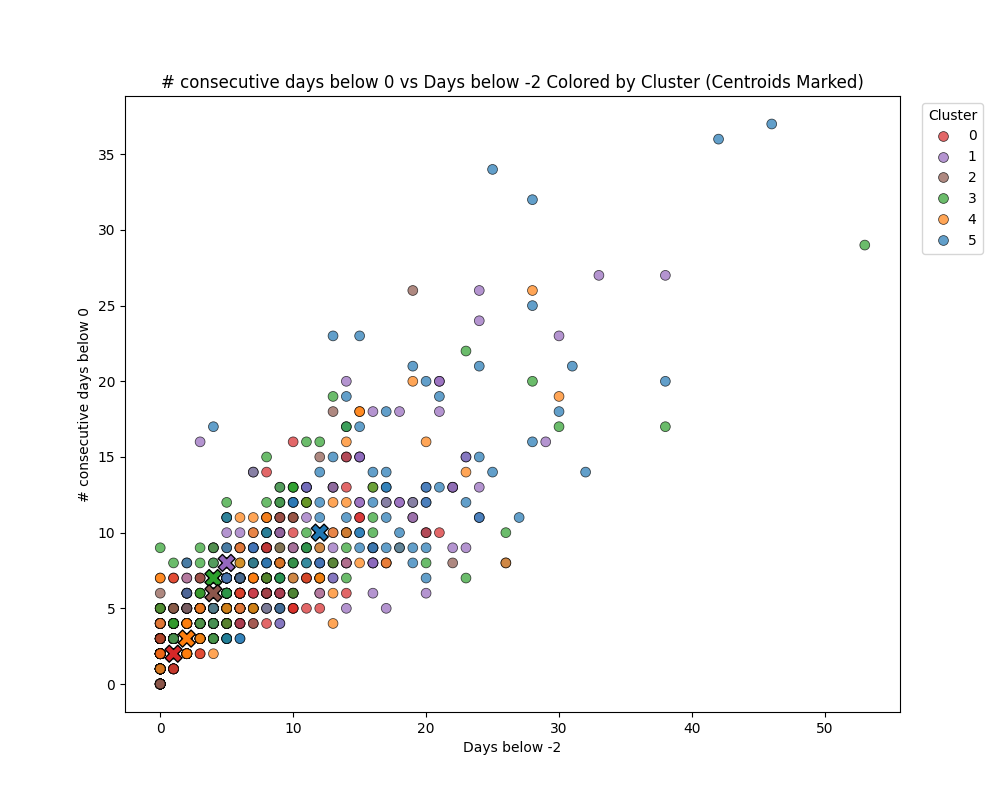 # consecutive days below 0 vs Days below -2 Colored by Cluster (Centroids Marked)
Cluster
0
1
2
3
4
5
# consecutive days below 0
35
30
25
20
15
10
5
0
0 10 20 30 40 50
Days below -2